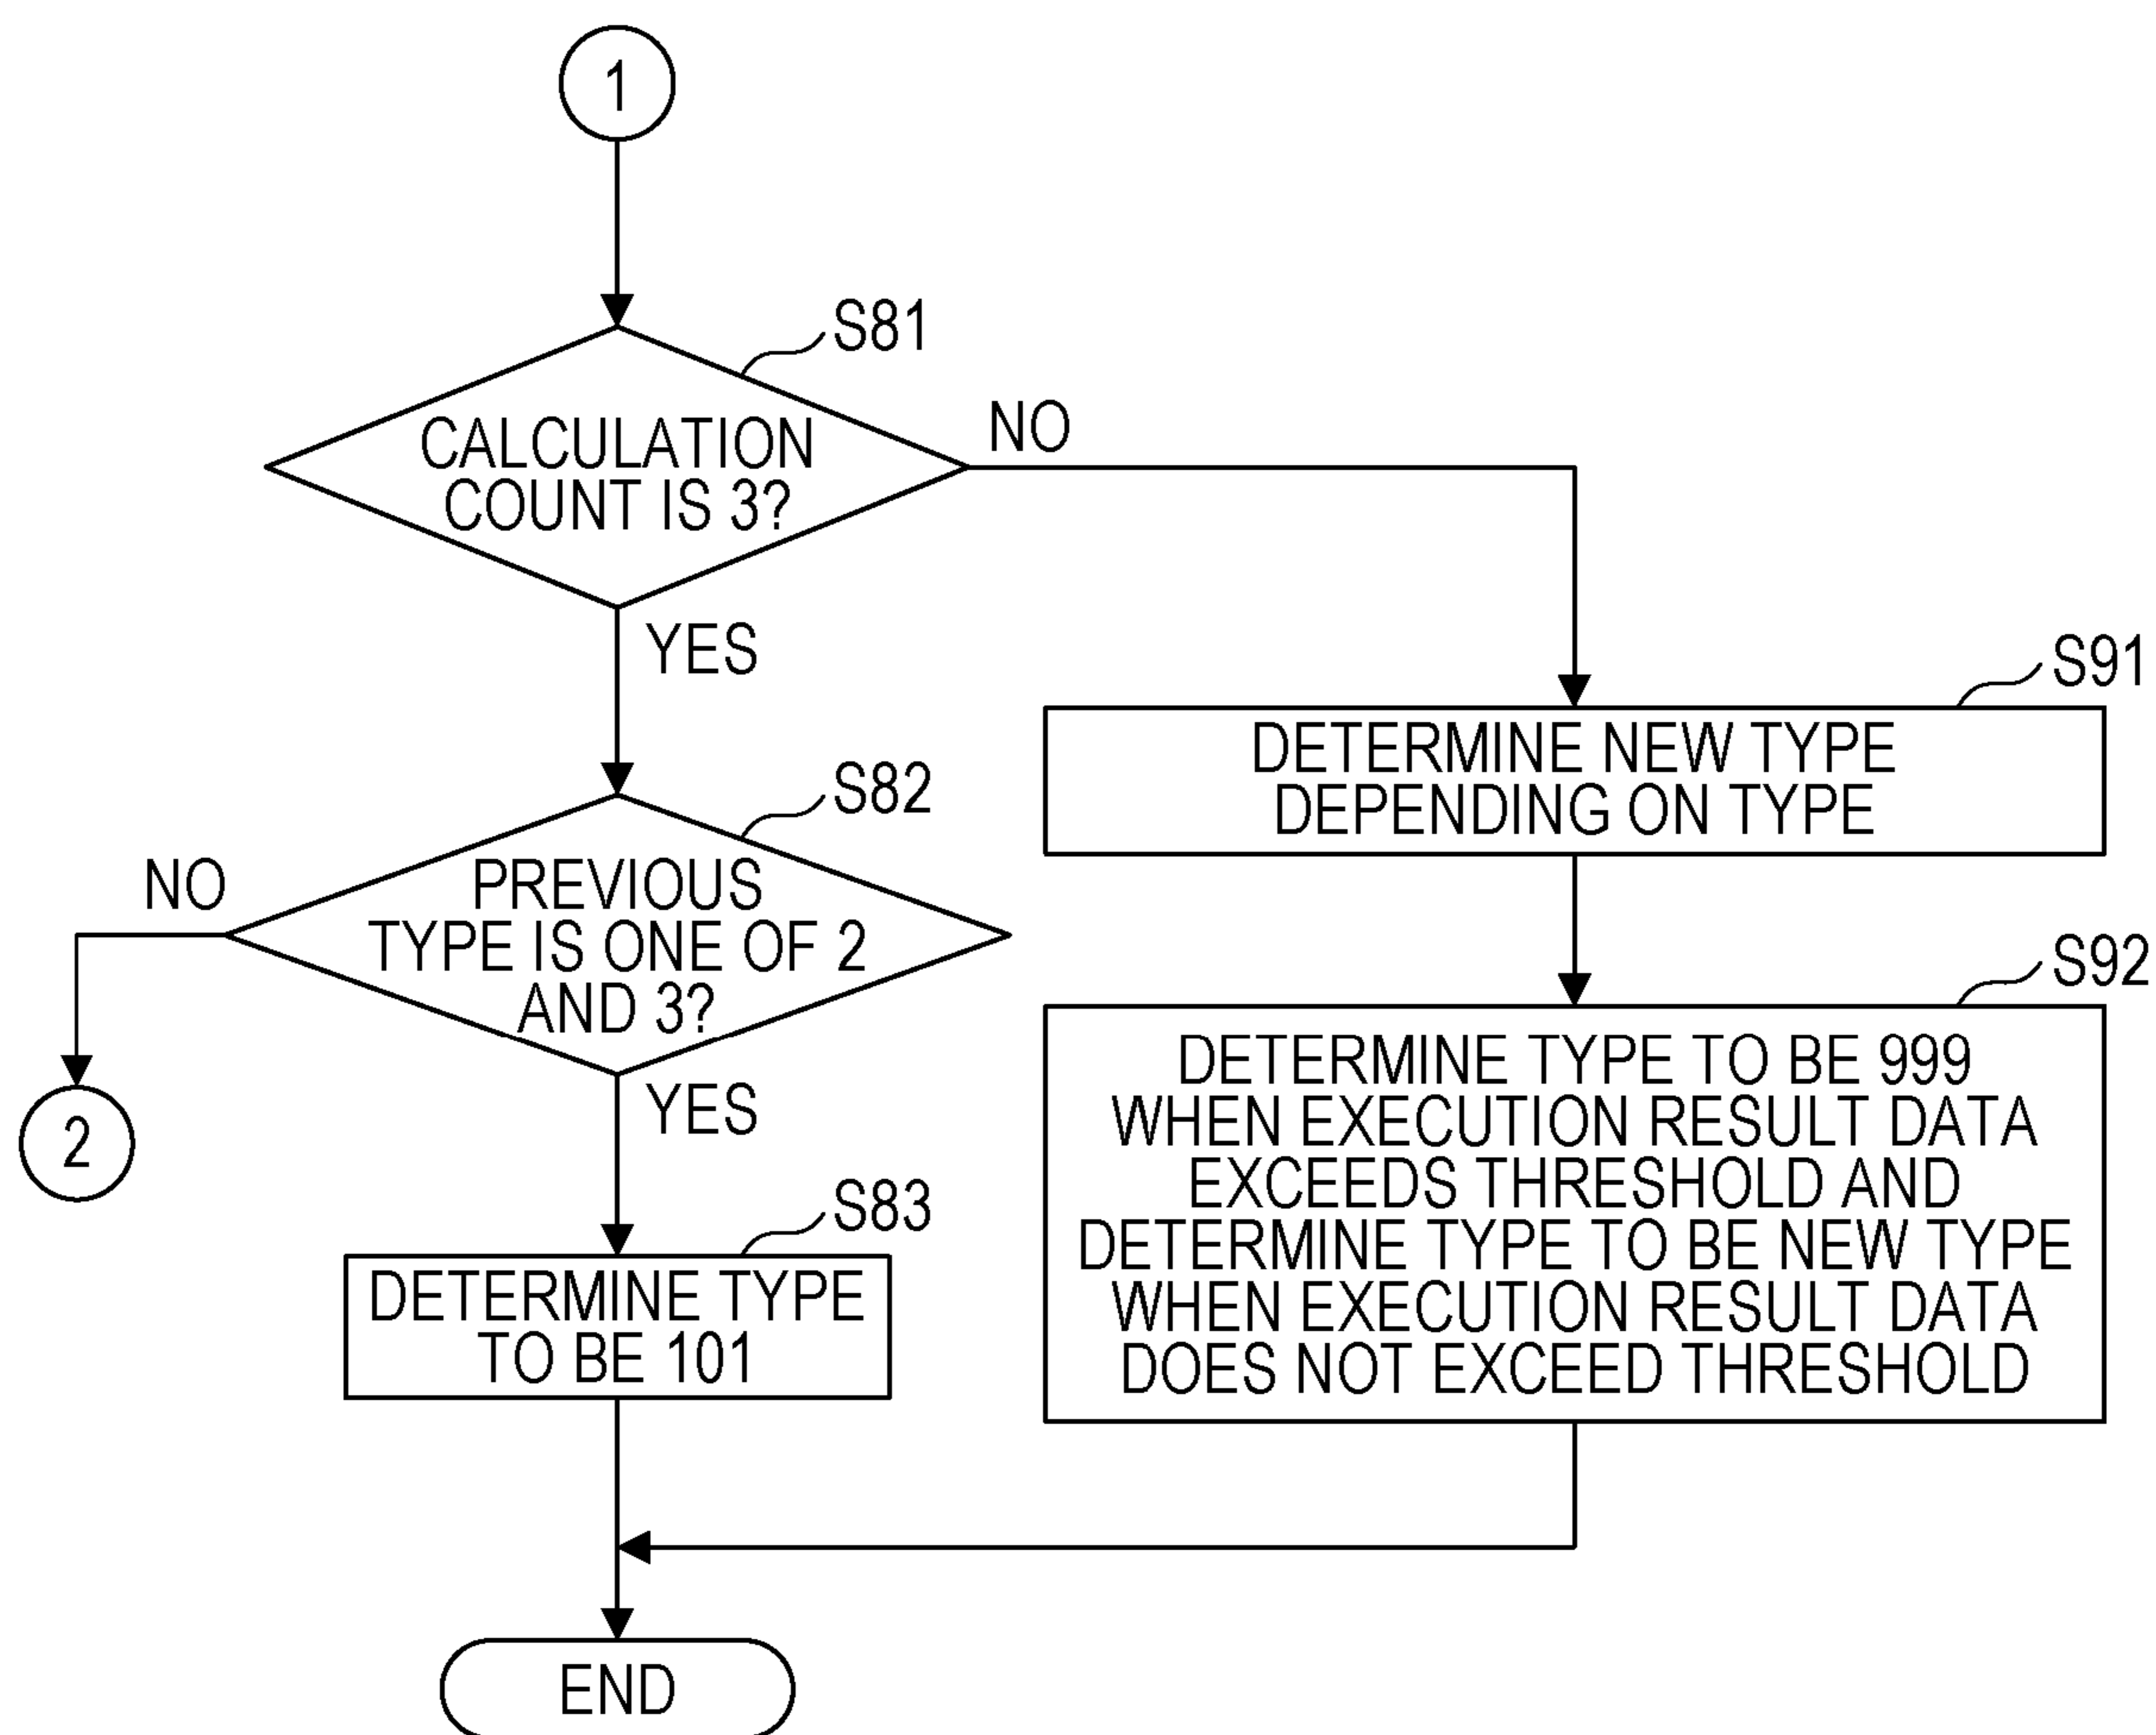 1
S81
CALCULATION
COUNT IS 3?
NO
YES
S91
DETERMINE NEW TYPE
DEPENDING ON TYPE
S82
PREVIOUS
TYPE IS ONE OF 2
AND 3?
NO
YES
2
S92
DETERMINE TYPE TO BE 999
WHEN EXECUTION RESULT DATA
EXCEEDS THRESHOLD AND
DETERMINE TYPE TO BE NEW TYPE
WHEN EXECUTION RESULT DATA
DOES NOT EXCEED THRESHOLD
S83
DETERMINE TYPE
TO BE 101
END